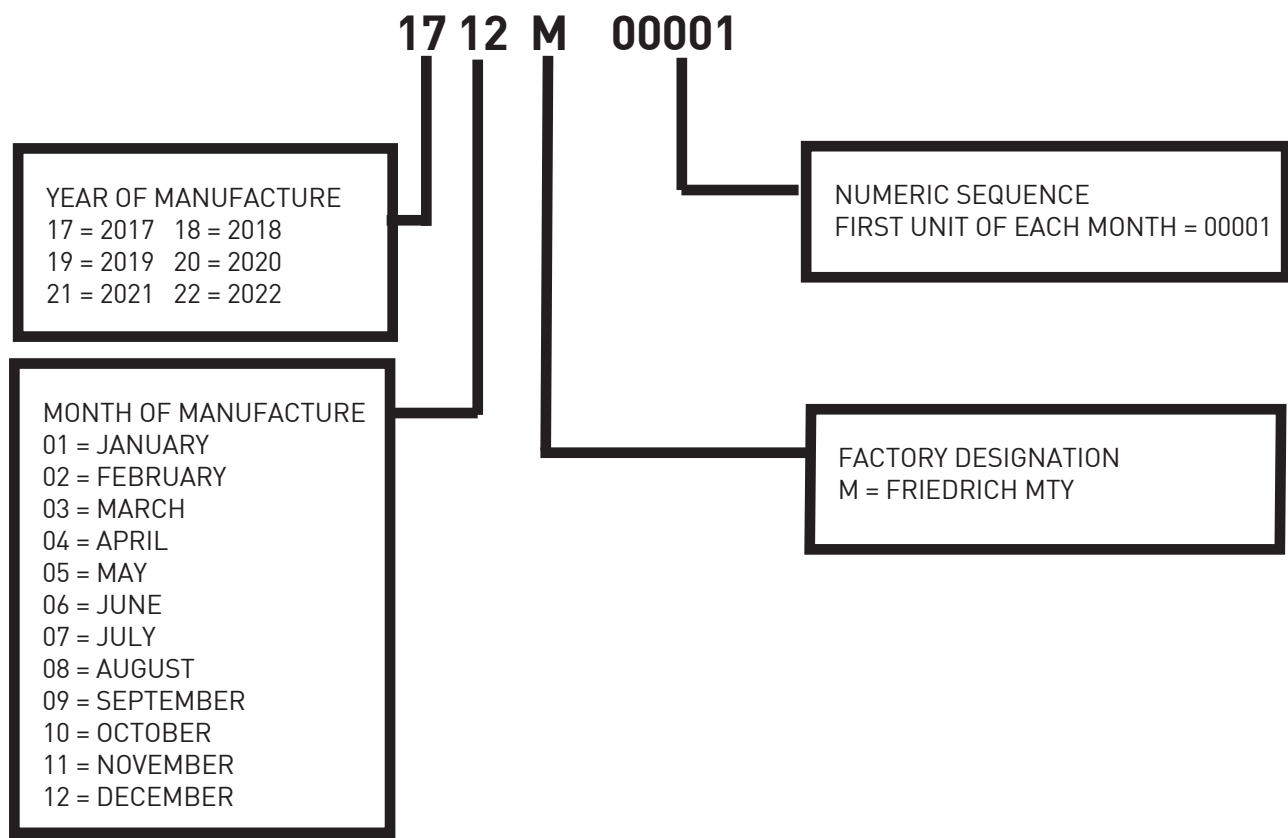 17 12 M 00001
YEAR OF MANUFACTURE
17 = 2017 18 = 2018
19 = 2019 20 = 2020
21 = 2021 22 = 2022
MONTH OF MANUFACTURE
01 = JANUARY
02 = FEBRUARY
03 = MARCH
04 = APRIL
05 = MAY
06 = JUNE
07 = JULY
08 = AUGUST
09 = SEPTEMBER
10 = OCTOBER
11 = NOVEMBER
12 = DECEMBER
NUMERIC SEQUENCE
FIRST UNIT OF EACH MONTH = 00001
FACTORY DESIGNATION
M = FRIEDRICH MTY